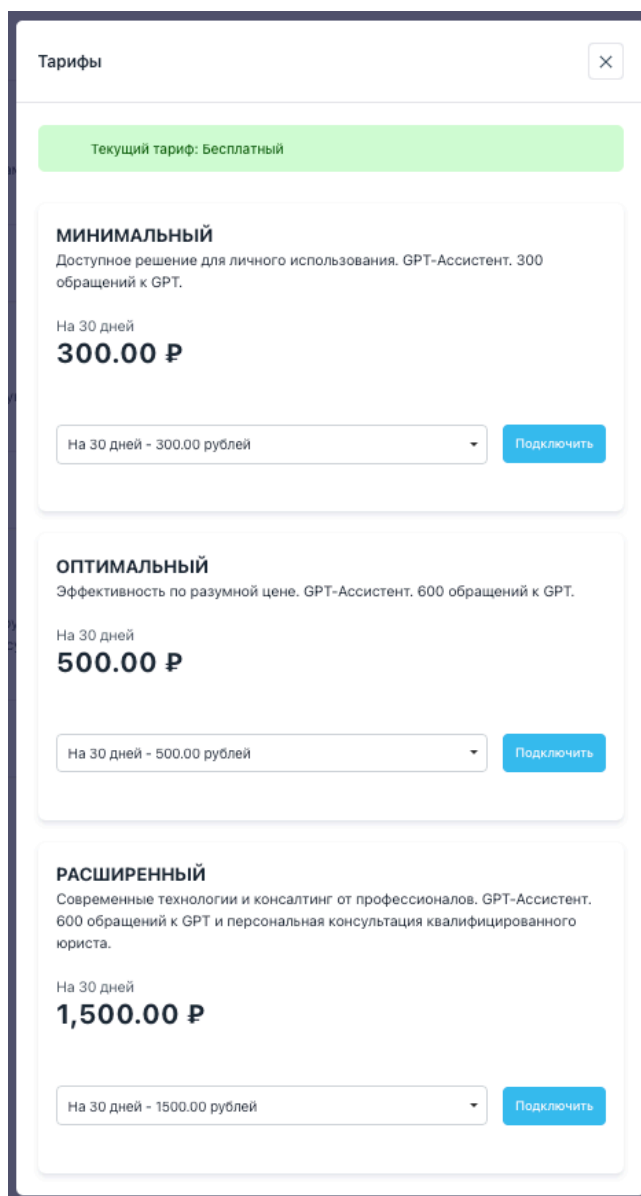 Тарифы
Текущий тариф: Бесплатный
МИНИМАЛЬНЫЙ
Доступное решение для личного использования. GPT-Ассистент. 300
обращений к GPT.
На 30 дней
300.00 ₽
На 30 дней - 300.00 рублей
Подключить
ОПТИМАЛЬНЫЙ
Эффективность по разумной цене. GPT-Ассистент. 600 обращений к GPT.
На 30 дней
500.00 ₽
На 30 дней - 500.00 рублей
Подключить
РАСШИРЕННЫЙ
Современные технологии и консалтинг от профессионалов. GPT-Ассистент.
600 обращений к GPT и персональная консультация квалифицированного
юриста.
На 30 дней
1,500.00 ₽
На 30 дней - 1500.00 рублей
Подключить